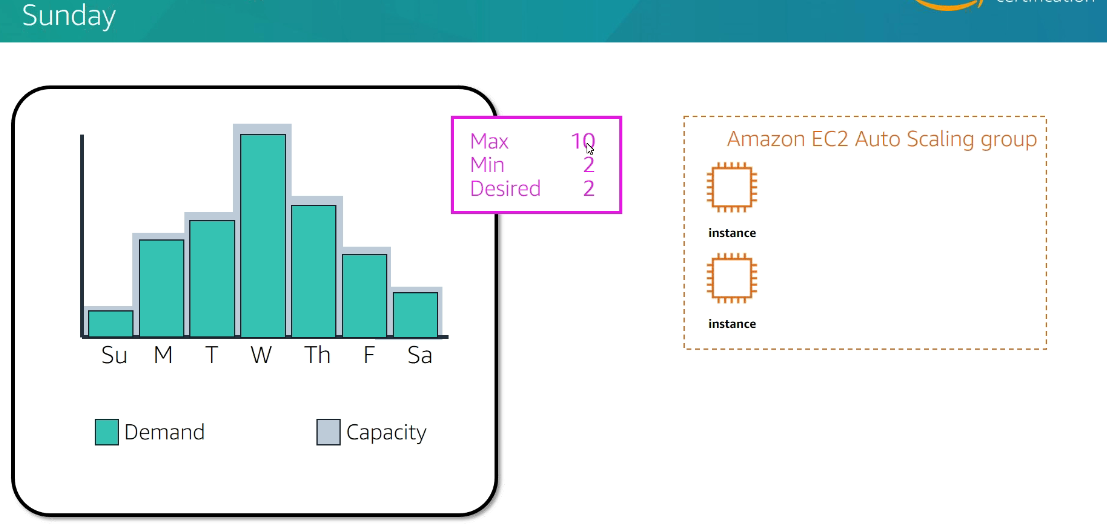 Sunday
certification
Max 10
Min 2
Desired 2
Amazon EC2 Auto Scaling group
instance
instance
Su M T W Th F Sa
Demand Capacity